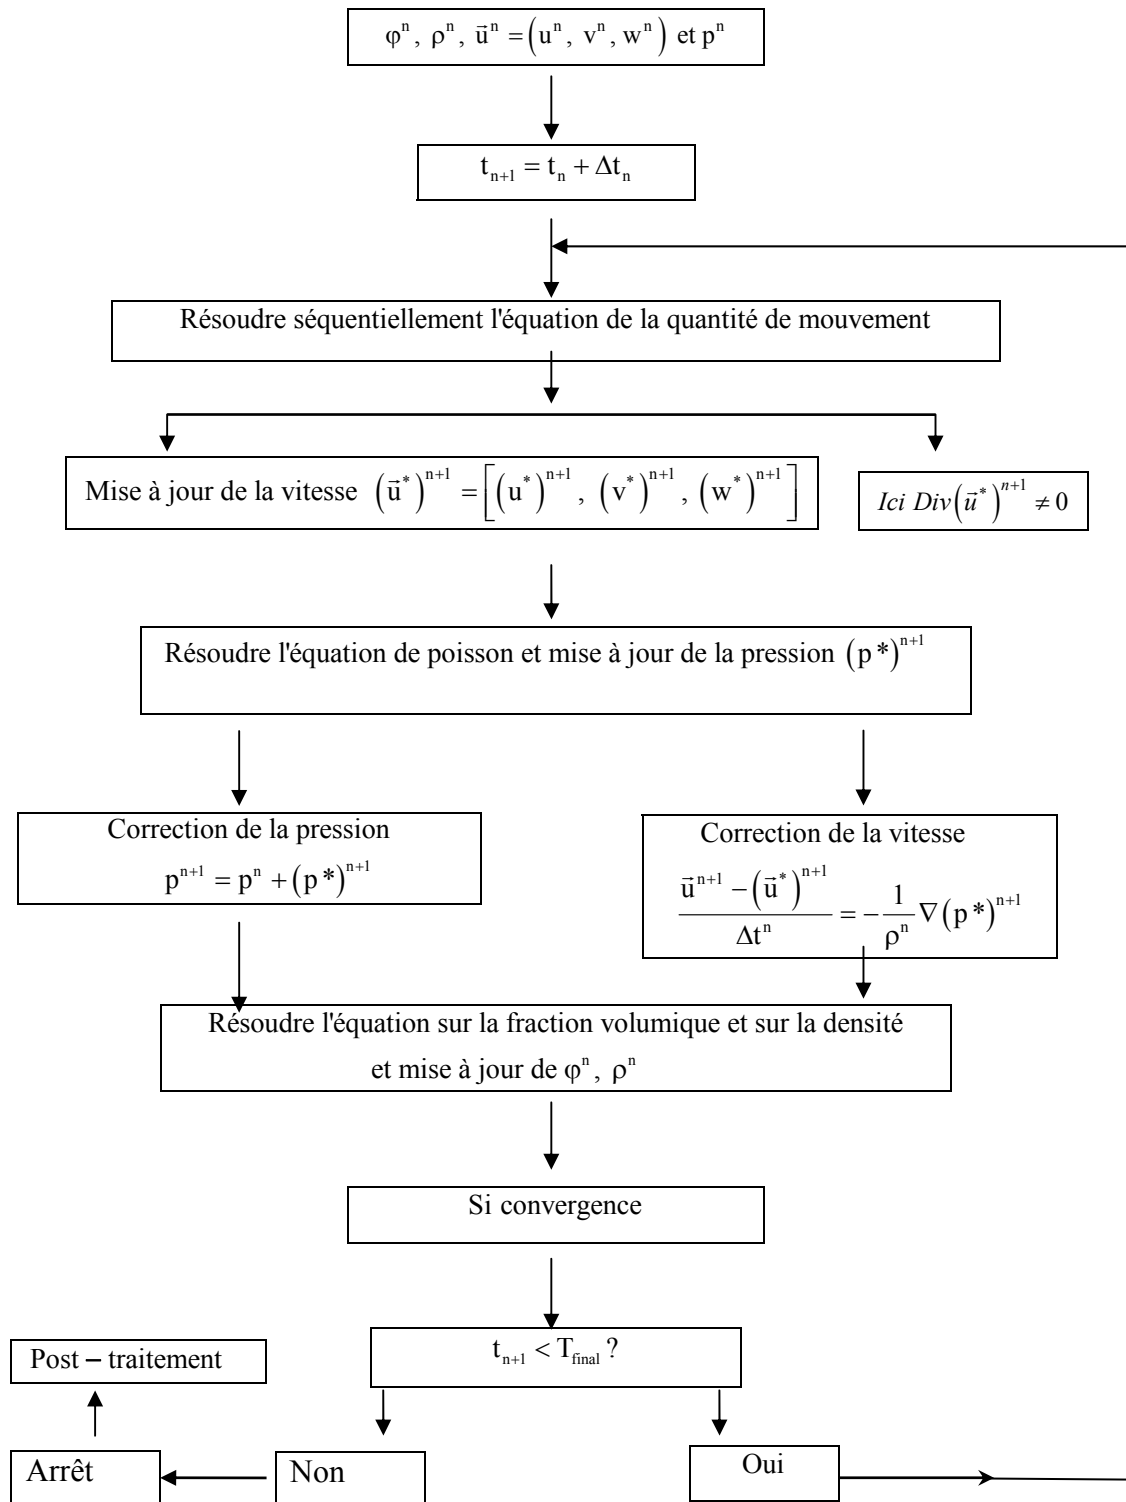 φⁿ, ρⁿ, u⃗ⁿ = (uⁿ, vⁿ, wⁿ) et pⁿ
tₙ₊₁ = tₙ + Δtₙ
Résoudre séquentiellement l'équation de la quantité de mouvement
Mise à jour de la vitesse (u⃗*)ⁿ⁺¹ = [(u*)ⁿ⁺¹, (v*)ⁿ⁺¹, (w*)ⁿ⁺¹]
Ici Div(u⃗*)ⁿ⁺¹ ≠ 0
Résoudre l'équation de poisson et mise à jour de la pression (p*)ⁿ⁺¹
Correction de la pression
pⁿ⁺¹ = pⁿ + (p*)ⁿ⁺¹
Correction de la vitesse
(u⃗ⁿ⁺¹ − (u⃗*)ⁿ⁺¹) / Δtⁿ = −(1/ρⁿ) ∇(p*)ⁿ⁺¹
Résoudre l'équation sur la fraction volumique et sur la densité
et mise à jour de φⁿ, ρⁿ
Si convergence
tₙ₊₁ < T_final ?
Post – traitement
Arrêt
Non
Oui